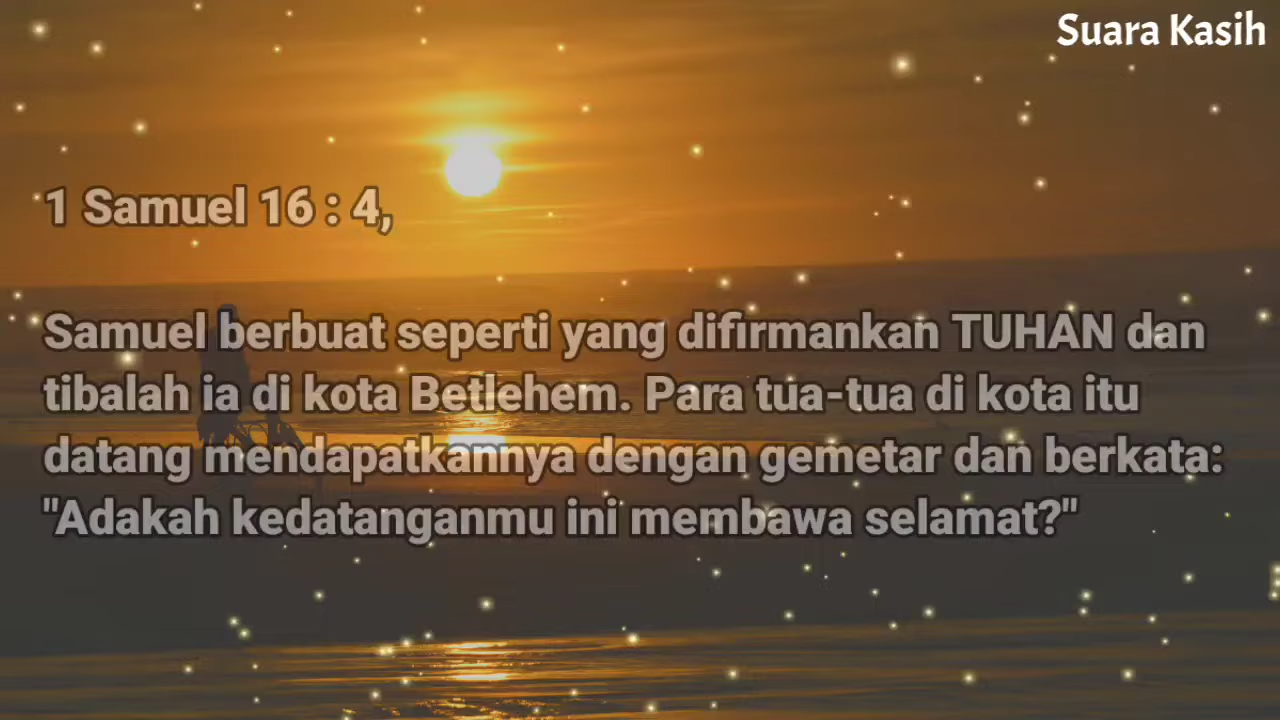 Suara Kasih
1 Samuel 16 : 4,
Samuel berbuat seperti yang difirmankan TUHAN dan
tibalah ia di kota Betlehem. Para tua-tua di kota itu
datang mendapatkannya dengan gemetar dan berkata:
"Adakah kedatanganmu ini membawa selamat?"